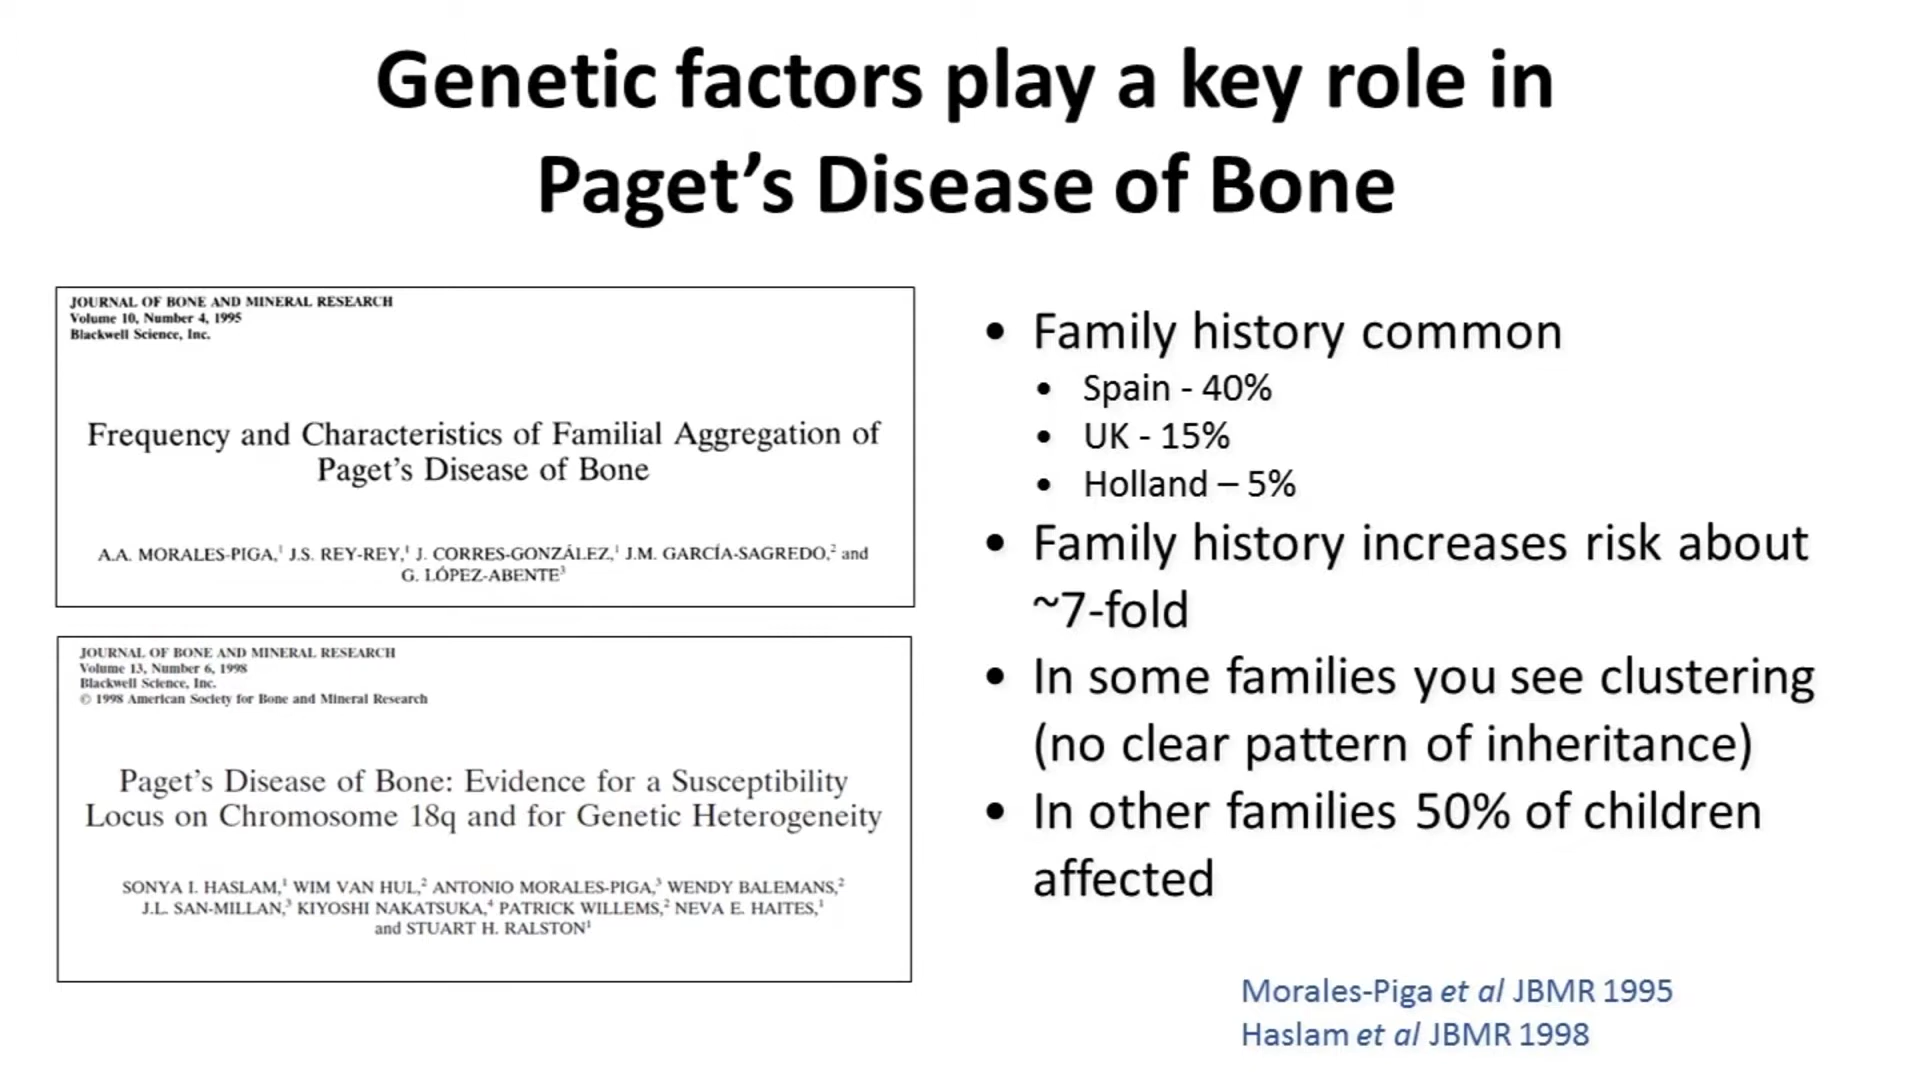 Genetic factors play a key role in
Paget’s Disease of Bone
JOURNAL OF BONE AND MINERAL RESEARCH
Volume 10, Number 4, 1995
Blackwell Science, Inc.
Frequency and Characteristics of Familial Aggregation of
Paget’s Disease of Bone
A.A. MORALES-PIGA,¹ J.S. REY-REY,¹ J. CORRES-GONZÁLEZ,¹ J.M. GARCÍA-SAGREDO,² and
G. LÓPEZ-ABENTE³
JOURNAL OF BONE AND MINERAL RESEARCH
Volume 13, Number 6, 1998
Blackwell Science, Inc.
© 1998 American Society for Bone and Mineral Research
Paget’s Disease of Bone: Evidence for a Susceptibility
Locus on Chromosome 18q and for Genetic Heterogeneity
SONYA I. HASLAM,¹ WIM VAN HUL,² ANTONIO MORALES-PIGA,³ WENDY BALEMANS,²
J.L. SAN-MILLAN,³ KIYOSHI NAKATSUKA,⁴ PATRICK WILLEMS,² NEVA E. HAITES,¹
and STUART H. RALSTON¹
• Family history common
• Spain - 40%
• UK - 15%
• Holland – 5%
• Family history increases risk about
~7-fold
• In some families you see clustering
(no clear pattern of inheritance)
• In other families 50% of children
affected
Morales-Piga et al JBMR 1995
Haslam et al JBMR 1998